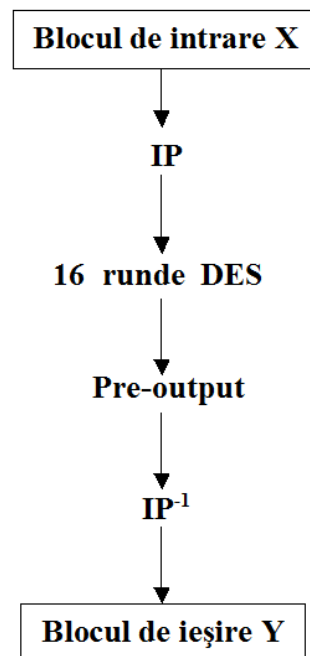 Blocul de intrare X
IP
16 runde DES
Pre-output
IP⁻¹
Blocul de ieşire Y